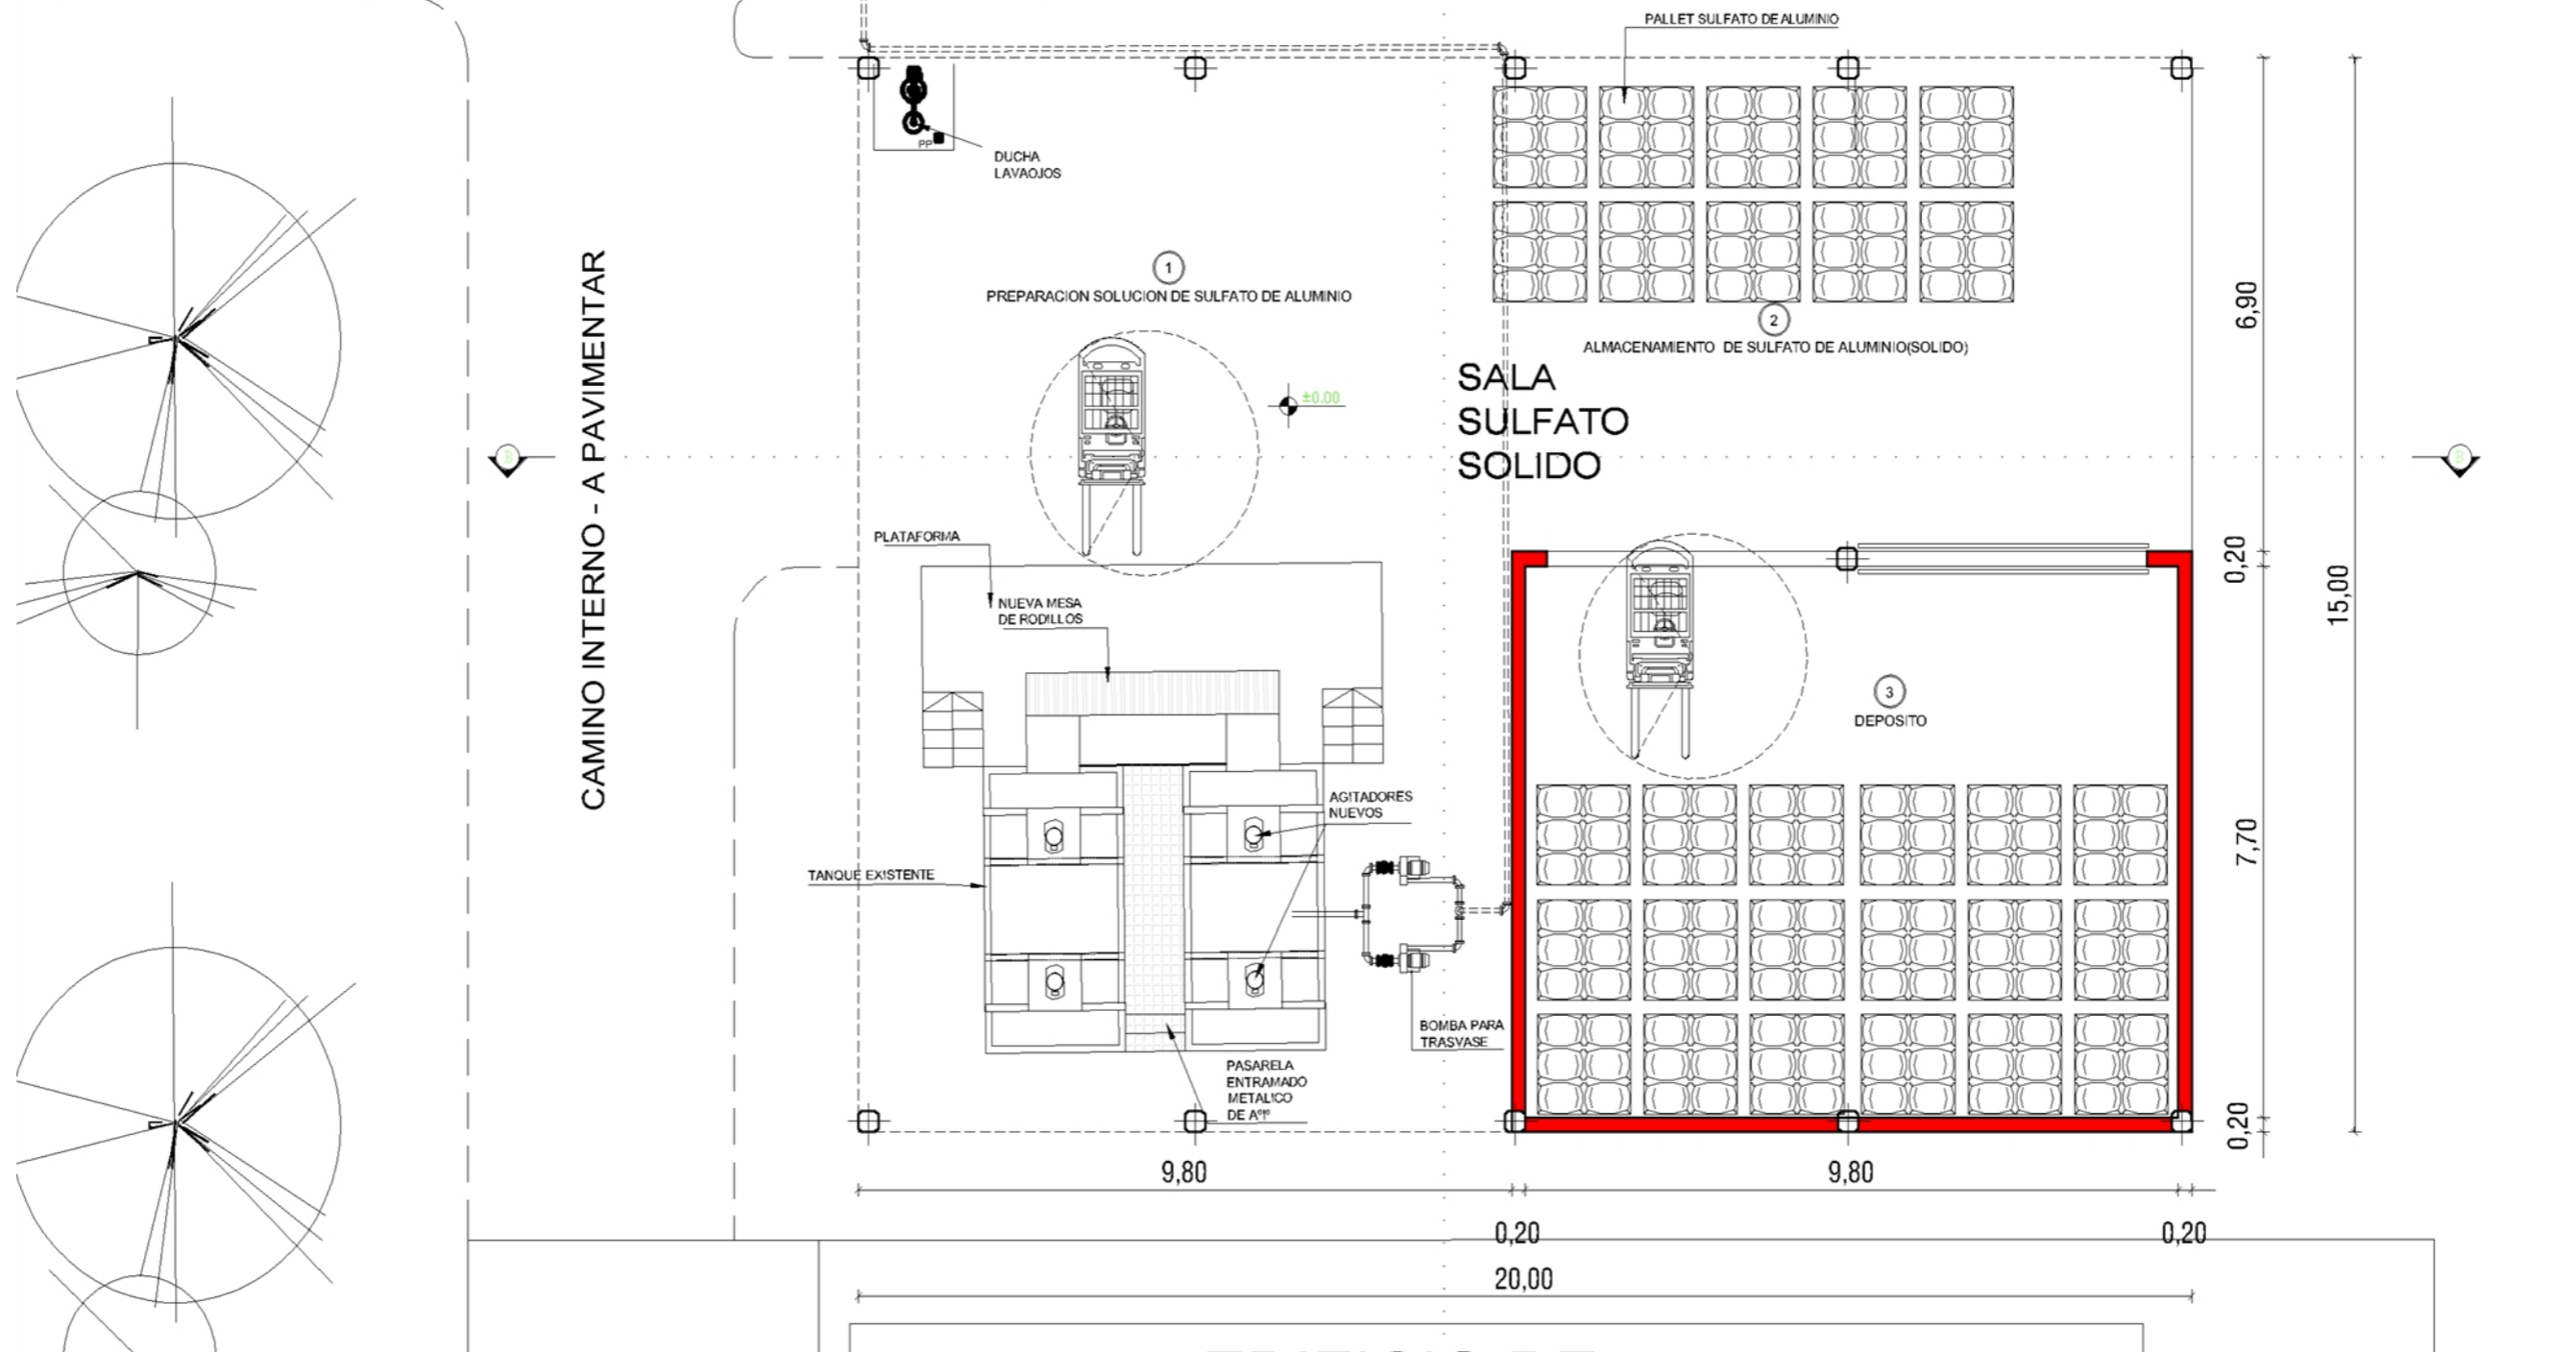 PALLET SULFATO DE ALUMINIO
PP
DUCHA
LAVAOJOS
1
PREPARACION SOLUCION DE SULFATO DE ALUMINIO
2
ALMACENAMIENTO DE SULFATO DE ALUMINIO(SOLIDO)
SALA
SULFATO
SOLIDO
±0.00
B
B
CAMINO INTERNO - A PAVIMENTAR
PLATAFORMA
NUEVA MESA
DE RODILLOS
3
DEPOSITO
AGITADORES
NUEVOS
TANQUE EXISTENTE
BOMBA PARA
TRASVASE
PASARELA
ENTRAMADO
METALICO
DE
6,90
0,20
15,00
7,70
0,20
9,80
9,80
0,20
0,20
20,00